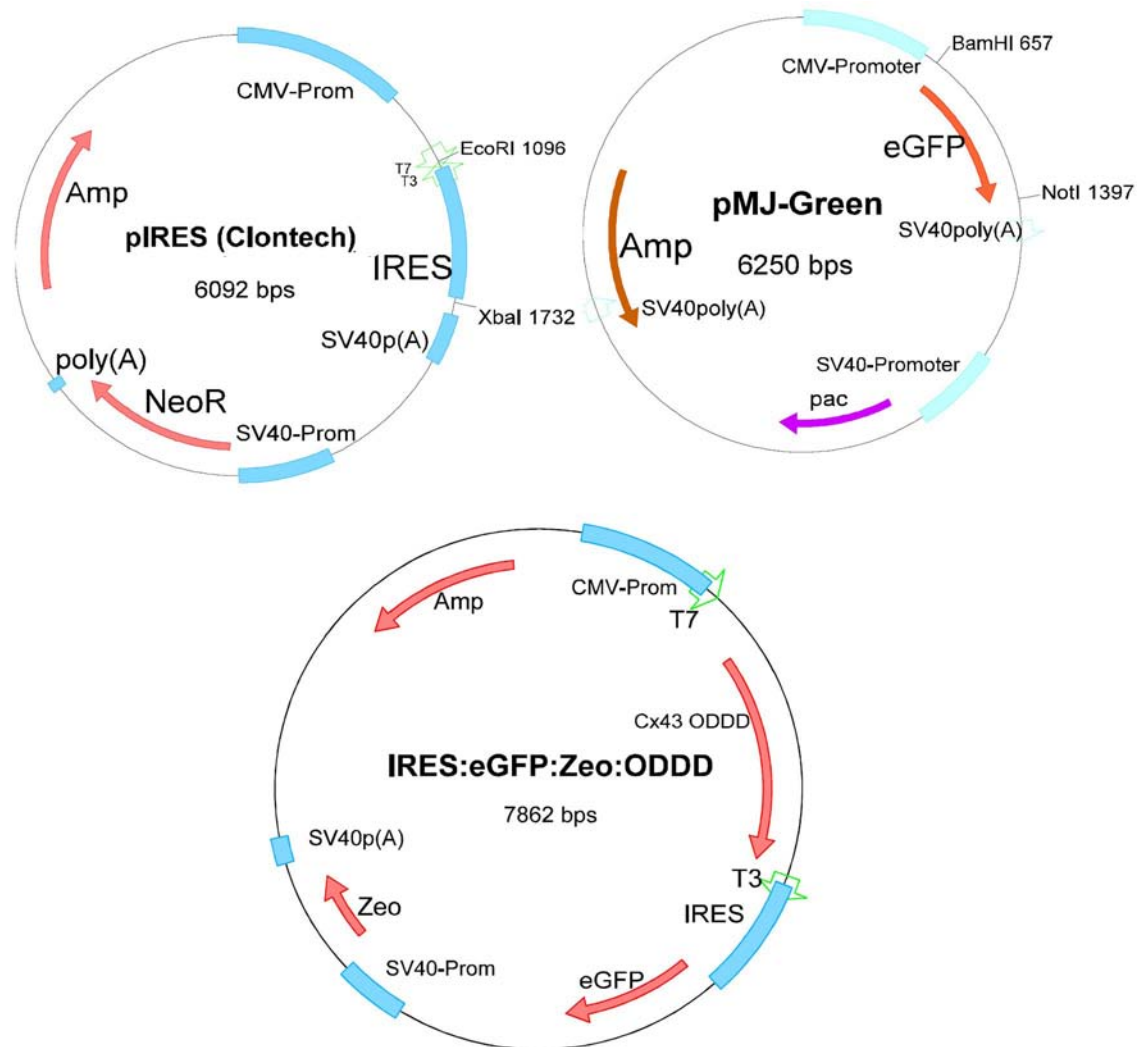 CMV-Prom
EcoRI 1096
T7
T3
Amp
pIRES (Clontech)
6092 bps
IRES
XbaI 1732
SV40p(A)
poly(A)
NeoR
SV40-Prom
BamHI 657
CMV-Promoter
eGFP
NotI 1397
pMJ-Green
SV40poly(A)
Amp
6250 bps
SV40poly(A)
SV40-Promoter
pac
CMV-Prom
Amp
T7
Cx43 ODDD
IRES:eGFP:Zeo:ODDD
7862 bps
SV40p(A)
T3
Zeo
IRES
SV40-Prom
eGFP